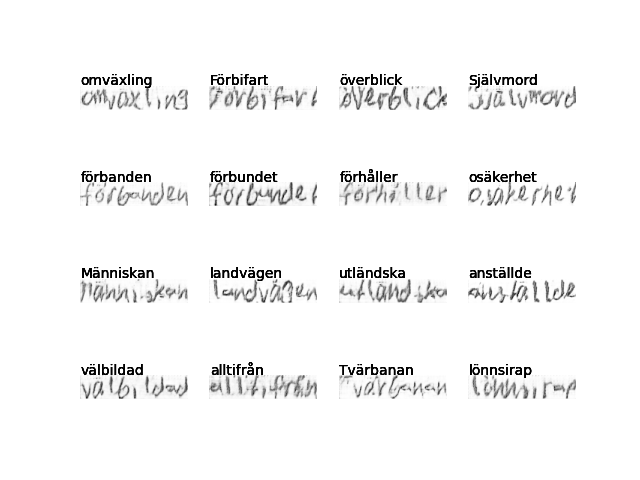 omväxling Förbifart överblick Självmord
omväxling Förbifart överblick Självmord
förbanden förbundet förhåller osäkerhet
förbanden förbundet förhåller osäkerhet
Människan landvägen utländska anställde
Människan landvägen utländska anställde
välbildad alltifrån Tvärbanan lönnsirap
välbildad alltifrån Tvärbanan lönnsirap